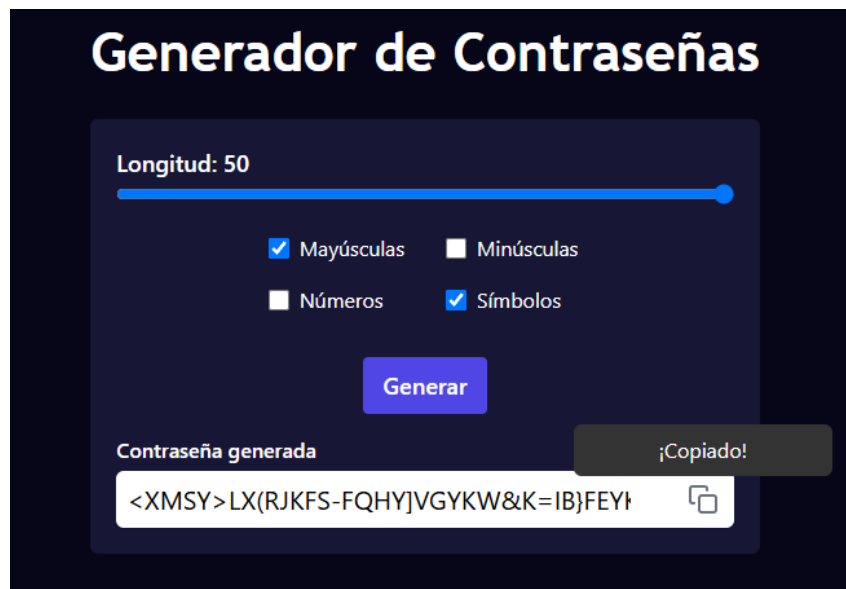 Generador de Contraseñas
Longitud: 50
Mayúsculas
Minúsculas
Números
Símbolos
Generar
Contraseña generada
¡Copiado!
<XMSY>LX(RJKFS-FQHY]VGYKW&K=IB}FEYK